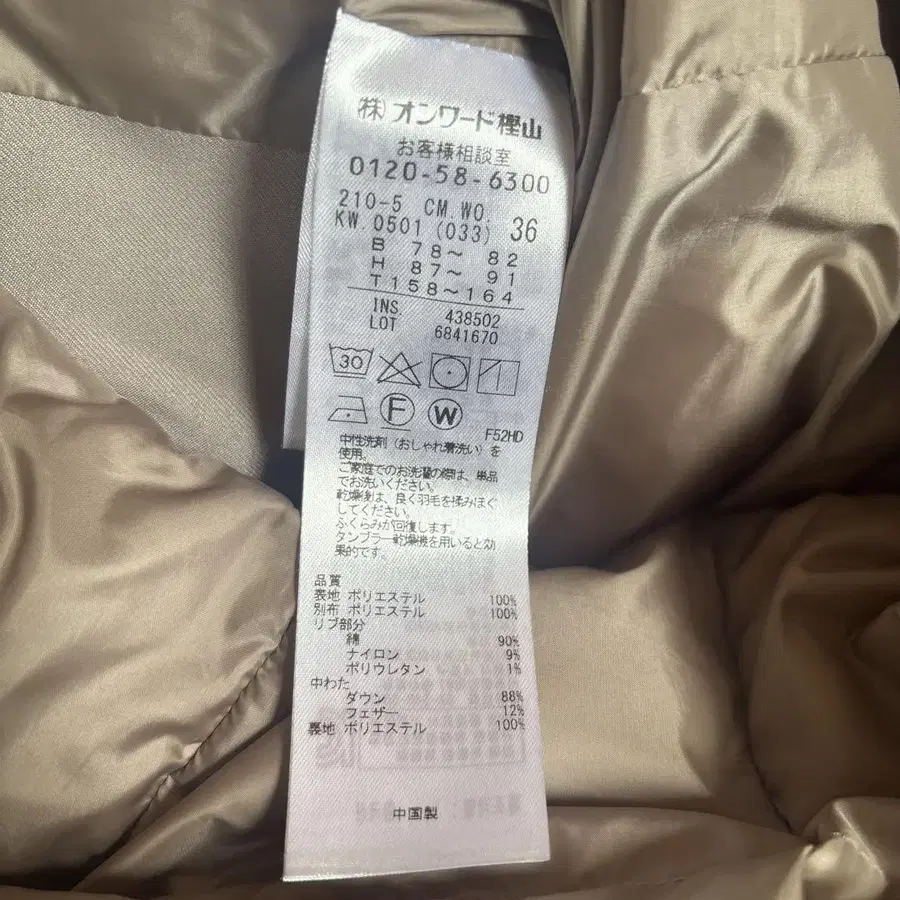 ㈱オンワード樫山
お客様相談室
0120-58-6300
210-5 CM.WO. 36
KW.0501 (033)
B 78〜 82
H 87〜 91
T158〜164
INS. 438502
LOT 6841670
30
F W F52HD
中性洗剤（おしゃれ着洗い）を
使用。
ご家庭でのお洗濯の際は、単品
でお洗いください。
乾燥後は、良く羽毛を揉みほぐ
してください。
ふくらみが回復します。
タンブラー乾燥機を用いると効
果的です。
品質
表地 ポリエステル 100%
別布 ポリエステル 100%
リブ部分
綿 90%
ナイロン 9%
ポリウレタン 1%
中わた
ダウン 88%
フェザー 12%
裏地 ポリエステル 100%
中国製